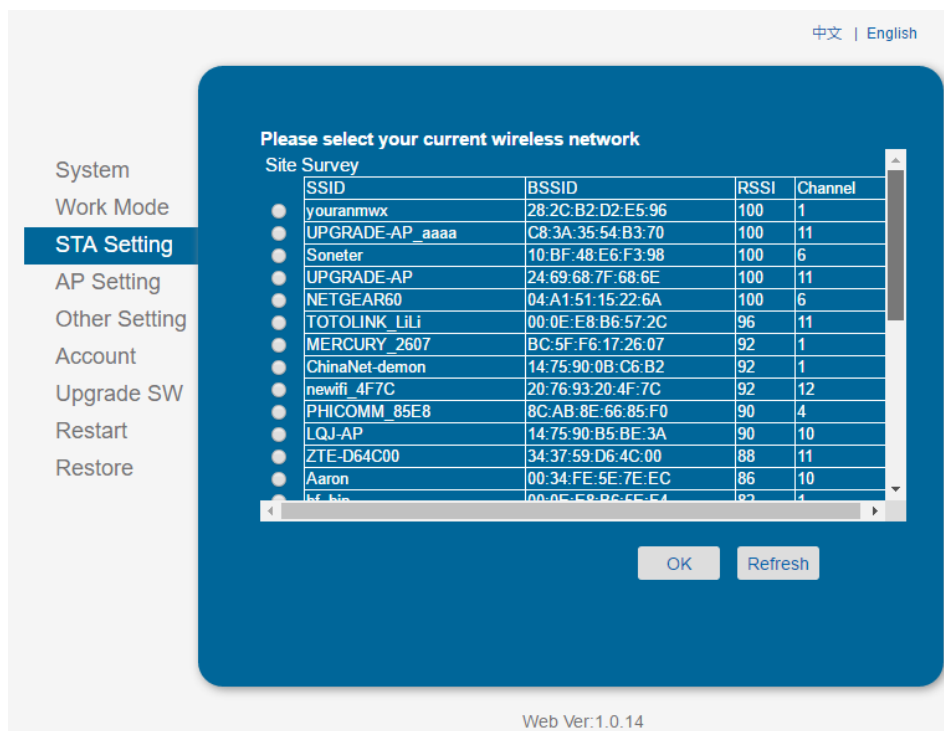 中文 | English
Please select your current wireless network
Site Survey
SSID BSSID RSSI Channel
youranmwx 28:2C:B2:D2:E5:96 100 1
UPGRADE-AP_aaaa C8:3A:35:54:B3:70 100 11
Soneter 10:BF:48:E6:F3:98 100 6
UPGRADE-AP 24:69:68:7F:68:6E 100 11
NETGEAR60 04:A1:51:15:22:6A 100 6
TOTOLINK_LiLi 00:0E:E8:B6:57:2C 96 11
MERCURY_2607 BC:5F:F6:17:26:07 92 1
ChinaNet-demon 14:75:90:0B:C6:B2 92 1
newifi_4F7C 20:76:93:20:4F:7C 92 12
PHICOMM_85E8 8C:AB:8E:66:85:F0 90 4
LQJ-AP 14:75:90:B5:BE:3A 90 10
ZTE-D64C00 34:37:59:D6:4C:00 88 11
Aaron 00:34:FE:5E:7E:EC 86 10
System
Work Mode
STA Setting
AP Setting
Other Setting
Account
Upgrade SW
Restart
Restore
OK Refresh
Web Ver:1.0.14